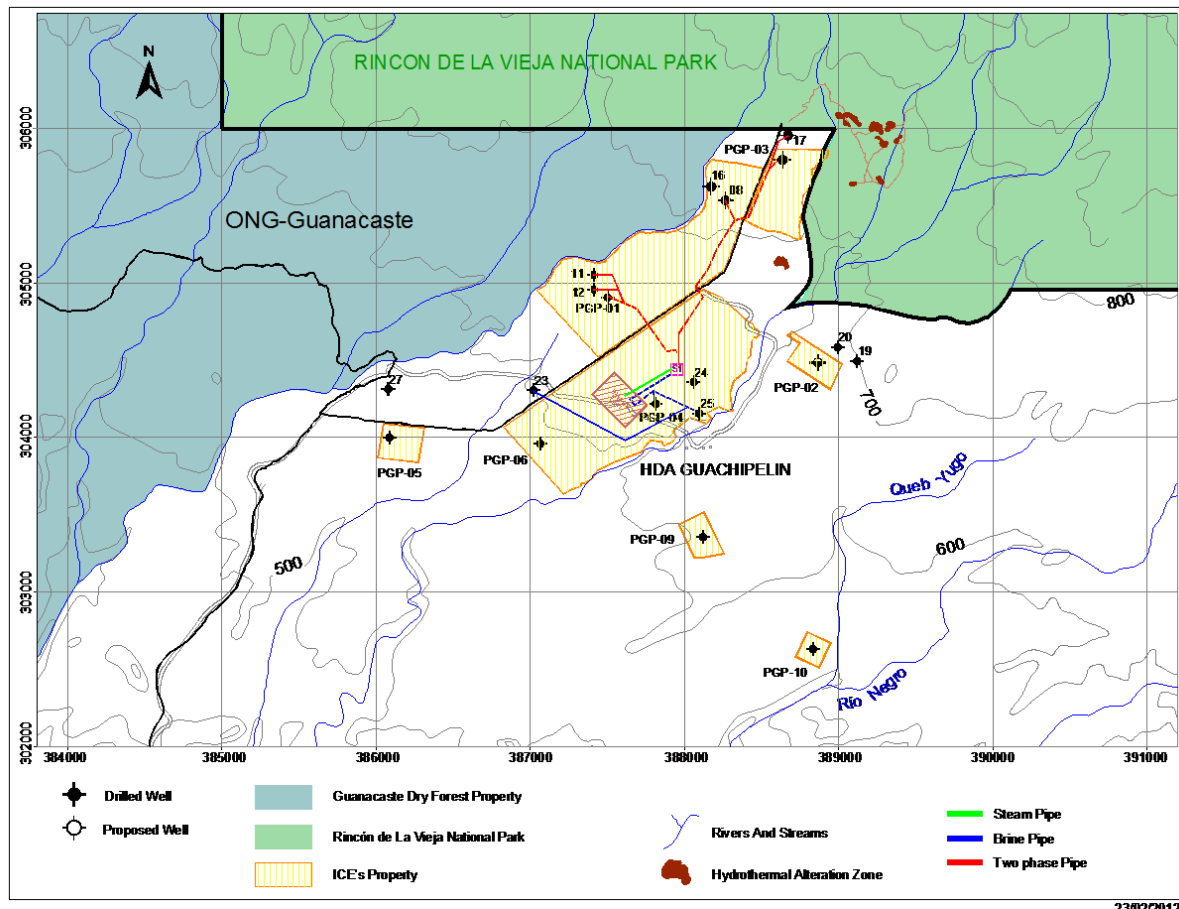 RINCON DE LA VIEJA NATIONAL PARK
N
306000
17
PGP-03
16
08
ONG-Guanacaste
305000
11
12
PGP-01
800
20
19
S1
24
PGP-02
27
23
700
25
PGP-04
304000
PGP-05
PGP-06
HDA GUACHIPELIN
Queb Yugo
PGP-09
600
500
303000
PGP-10
Río Negro
302000
384000
385000
386000
387000
388000
389000
390000
391000
Drilled Well
Proposed Well
Guanacaste Dry Forest Property
Rincón de La Vieja National Park
ICE's Property
Rivers And Streams
Hydrothermal Alteration Zone
Steam Pipe
Brine Pipe
Two phase Pipe
23/02/2012